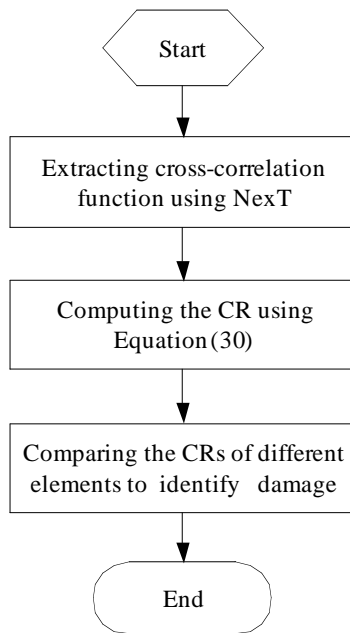 Start
Extracting cross-correlation
function using NexT
Computing the CR using
Equation (30)
Comparing the CRs of different
elements to identify damage
End